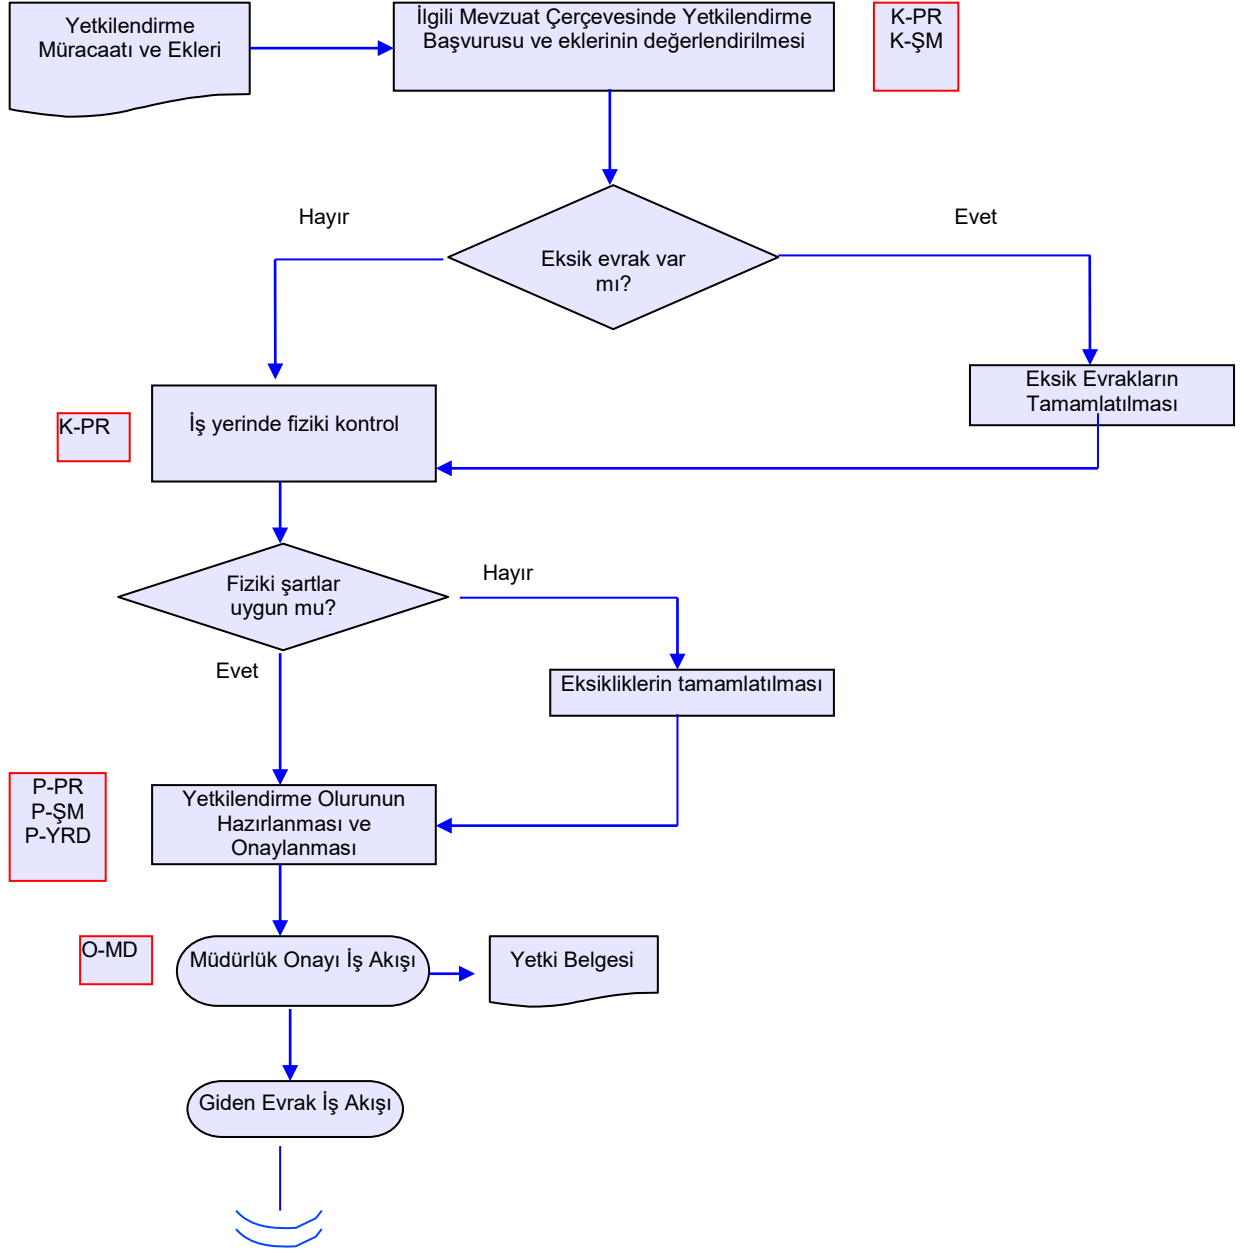 Yetkilendirme
Müracaatı ve Ekleri
İlgili Mevzuat Çerçevesinde Yetkilendirme
Başvurusu ve eklerinin değerlendirilmesi
K-PR
K-ŞM
Hayır
Evet
Eksik evrak var
mı?
Eksik Evrakların
Tamamlatılması
K-PR
İş yerinde fiziki kontrol
Fiziki şartlar
uygun mu?
Hayır
Evet
Eksikliklerin tamamlatılması
P-PR
P-ŞM
P-YRD
Yetkilendirme Olurunun
Hazırlanması ve
Onaylanması
O-MD
Müdürlük Onayı İş Akışı
Yetki Belgesi
Giden Evrak İş Akışı